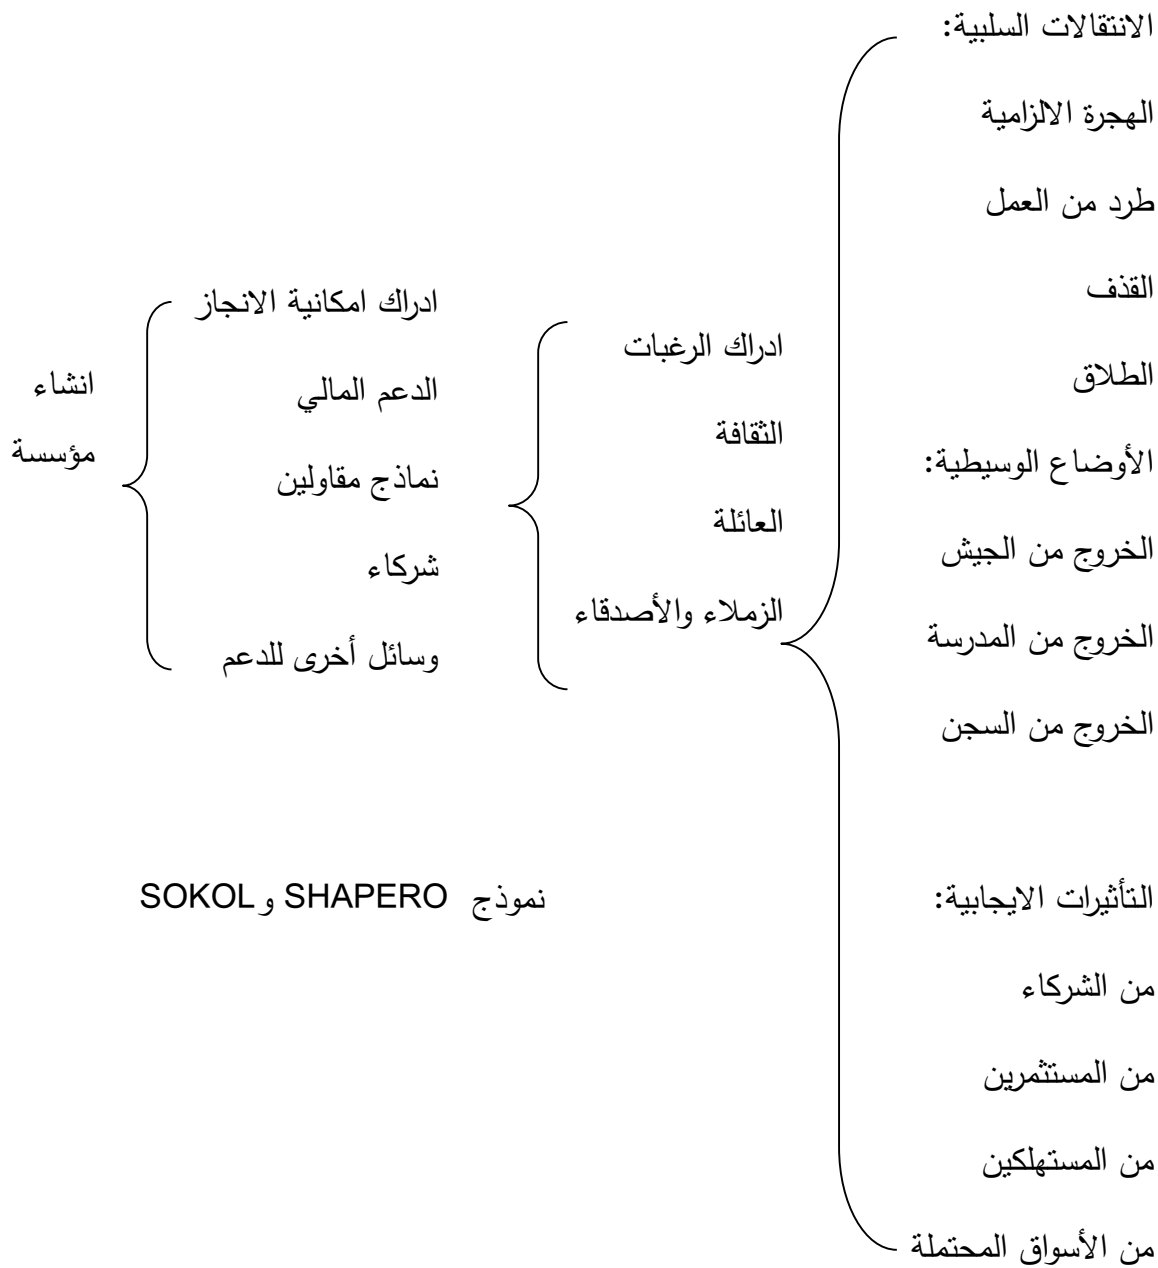 الانتقالات السلبية:
الهجرة الالزامية
طرد من العمل
القذف
الطلاق
الأوضاع الوسيطية:
الخروج من الجيش
الخروج من المدرسة
الخروج من السجن
التأثيرات الايجابية:
من الشركاء
من المستثمرين
من المستهلكين
من الأسواق المحتملة
ادراك الرغبات
الثقافة
العائلة
الزملاء والأصدقاء
ادراك امكانية الانجاز
الدعم المالي
نماذج مقاولين
شركاء
وسائل أخرى للدعم
انشاء
مؤسسة
نموذج SHAPERO وSOKOL